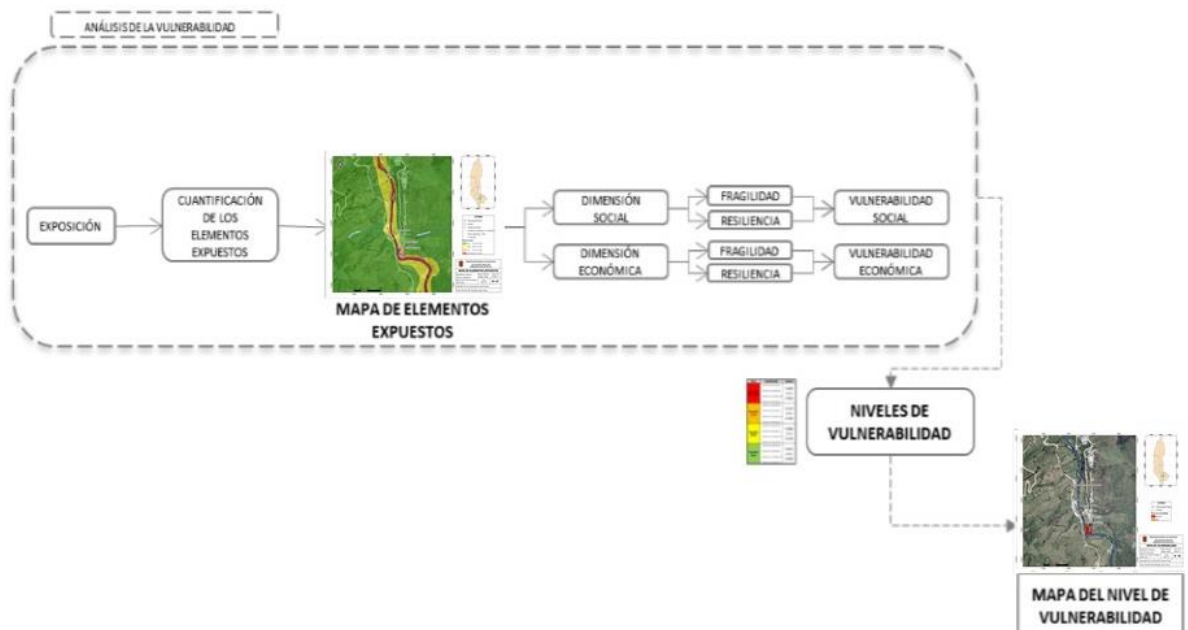 ANÁLISIS DE LA VULNERABILIDAD
EXPOSICIÓN
CUANTIFICACIÓN
DE LOS
ELEMENTOS
EXPUESTOS
MAPA DE ELEMENTOS
EXPUESTOS
DIMENSIÓN
SOCIAL
FRAGILIDAD
RESILIENCIA
VULNERABILIDAD
SOCIAL
DIMENSIÓN
ECONÓMICA
FRAGILIDAD
RESILIENCIA
VULNERABILIDAD
ECONÓMICA
NIVELES DE
VULNERABILIDAD
MAPA DEL NIVEL DE
VULNERABILIDAD